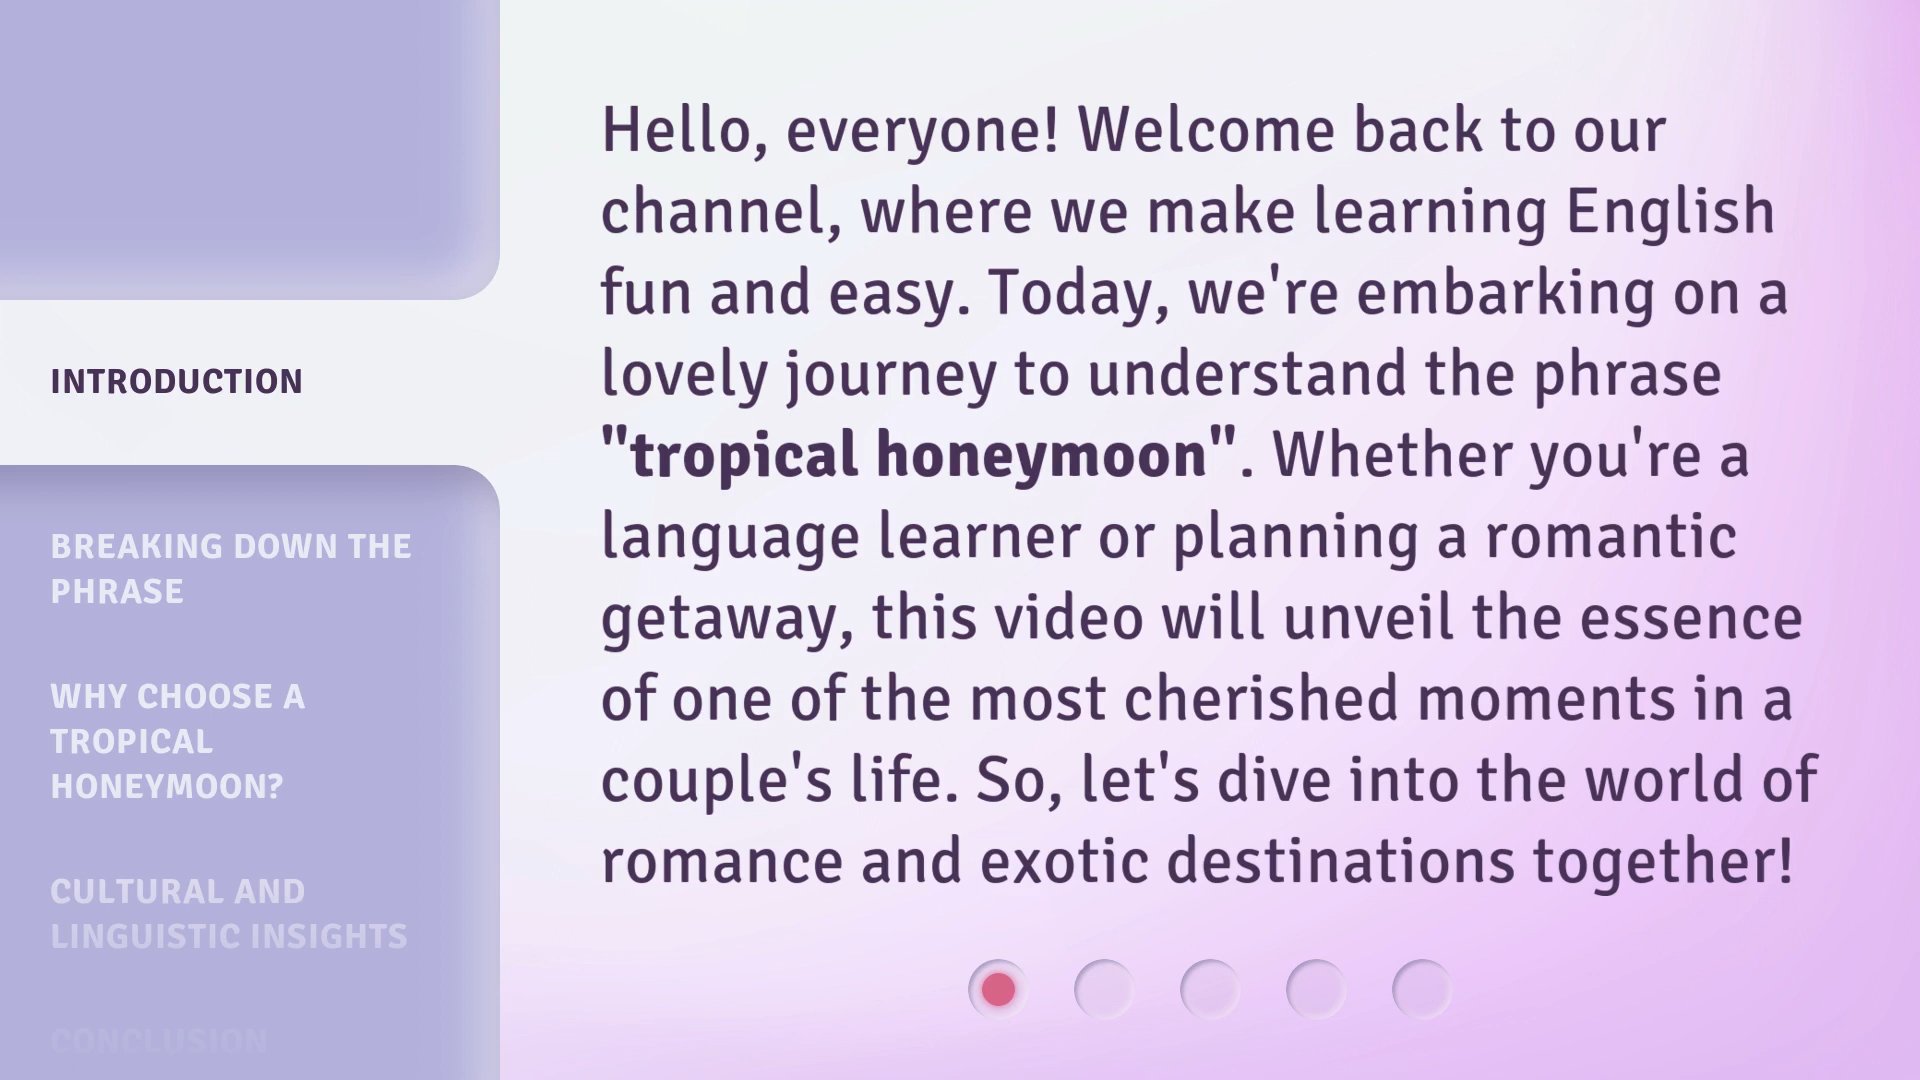 INTRODUCTION
BREAKING DOWN THE
PHRASE
WHY CHOOSE A
TROPICAL
HONEYMOON?
CULTURAL AND
LINGUISTIC INSIGHTS
CONCLUSION
Hello, everyone! Welcome back to our
channel, where we make learning English
fun and easy. Today, we're embarking on a
lovely journey to understand the phrase
"tropical honeymoon". Whether you're a
language learner or planning a romantic
getaway, this video will unveil the essence
of one of the most cherished moments in a
couple's life. So, let's dive into the world of
romance and exotic destinations together!